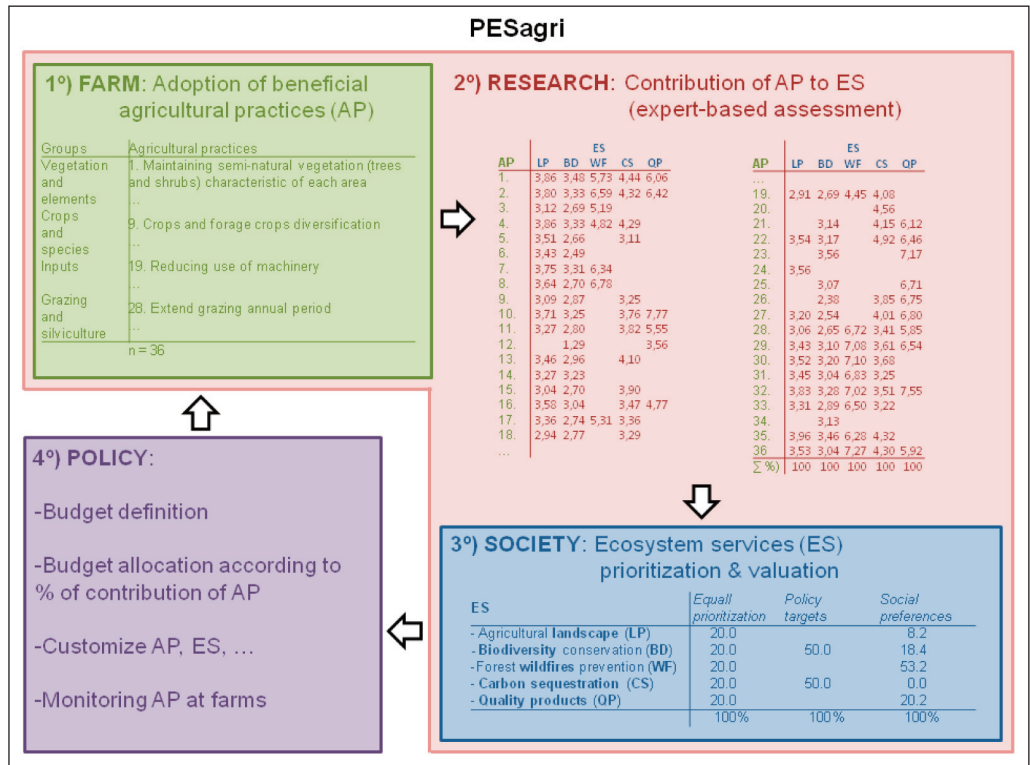 PESagri
1º) FARM: Adoption of beneficial
agricultural practices (AP)
Groups Agricultural practices
Vegetation and elements 1. Maintaining semi-natural vegetation (trees and shrubs) characteristic of each area
...
Crops and species 9. Crops and forage crops diversification
...
Inputs 19. Reducing use of machinery
...
Grazing and silviculture 28. Extend grazing annual period
...
n = 36
2º) RESEARCH: Contribution of AP to ES
(expert-based assessment)
ES
AP LP BD WF CS QP
1. 3,86 3,48 5,73 4,44 6,06
2. 3,80 3,33 6,59 4,32 6,42
3. 3,12 2,69 5,19
4. 3,86 3,33 4,82 4,29
5. 3,51 2,66 3,11
6. 3,43 2,49
7. 3,75 3,31 6,34
8. 3,64 2,70 6,78
9. 3,09 2,87 3,25
10. 3,71 3,25 3,76 7,77
11. 3,27 2,80 3,82 5,55
12. 1,29 3,56
13. 3,46 2,96 4,10
14. 3,27 3,23
15. 3,04 2,70 3,90
16. 3,58 3,04 3,47 4,77
17. 3,36 2,74 5,31 3,36
18. 2,94 2,77 3,29
...
ES
AP LP BD WF CS QP
...
19. 2,91 2,69 4,45 4,08
20. 4,56
21. 3,14 4,15 6,12
22. 3,54 3,17 4,92 6,46
23. 3,56 7,17
24. 3,56
25. 3,07 6,71
26. 2,38 3,85 6,75
27. 3,20 2,54 4,01 6,80
28. 3,06 2,65 6,72 3,41 5,85
29. 3,43 3,10 7,08 3,61 6,54
30. 3,52 3,20 7,10 3,68
31. 3,45 3,04 6,83 3,25
32. 3,83 3,28 7,02 3,51 7,55
33. 3,31 2,89 6,50 3,22
34. 3,13
35. 3,96 3,46 6,28 4,32
36 3,53 3,04 7,27 4,30 5,92
∑ %) 100 100 100 100 100
3º) SOCIETY: Ecosystem services (ES)
prioritization & valuation
ES Equall prioritization Policy targets Social preferences
- Agricultural landscape (LP) 20.0 8.2
- Biodiversity conservation (BD) 20.0 50.0 18.4
-Forest wildfires prevention (WF) 20.0 53.2
- Carbon sequestration (CS) 20.0 50.0 0.0
- Quality products (QP) 20.0 20.2
100% 100% 100%
4º) POLICY:
-Budget definition
-Budget allocation according to
% of contribution of AP
-Customize AP, ES, ...
-Monitoring AP at farms